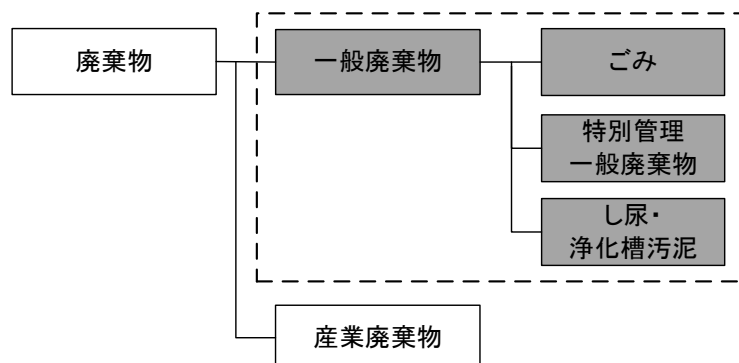 廃棄物
一般廃棄物
ごみ
特別管理
一般廃棄物
し尿・
浄化槽汚泥
産業廃棄物